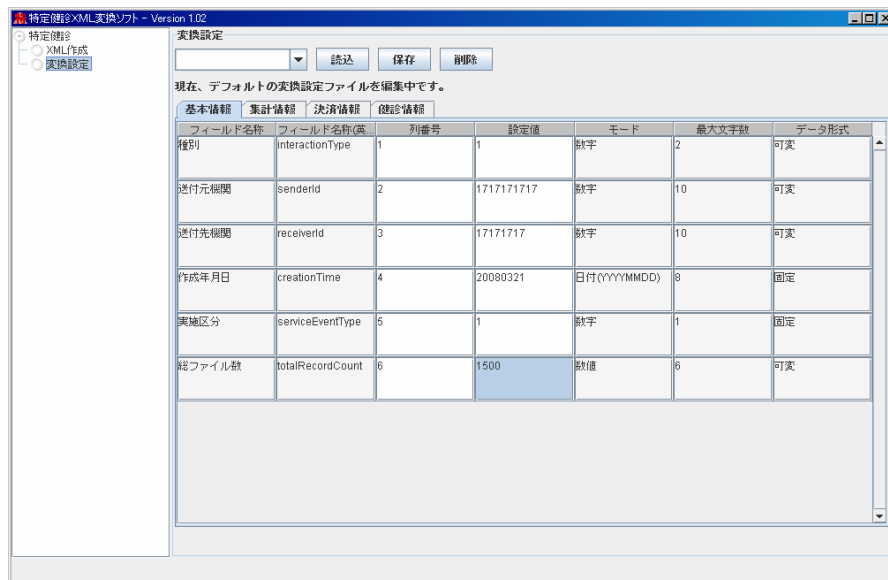 特定健診XML変換ソフト - Version 1.02
特定健診
XML作成
変換設定
変換設定
読込 保存 削除
現在、デフォルトの変換設定ファイルを編集中です。
基本情報 集計情報 決済情報 健診情報
フィールド名称 フィールド名称(英... 列番号 設定値 モード 最大文字数 データ形式
種別 interactionType 1 1 数字 2 可変
送付元機関 senderId 2 1717171717 数字 10 可変
送付先機関 receiverId 3 17171717 数字 10 可変
作成年月日 creationTime 4 20080321 日付(YYYYMMDD) 8 固定
実施区分 serviceEventType 5 1 数字 1 固定
総ファイル数 totalRecordCount 6 1500 数値 6 可変